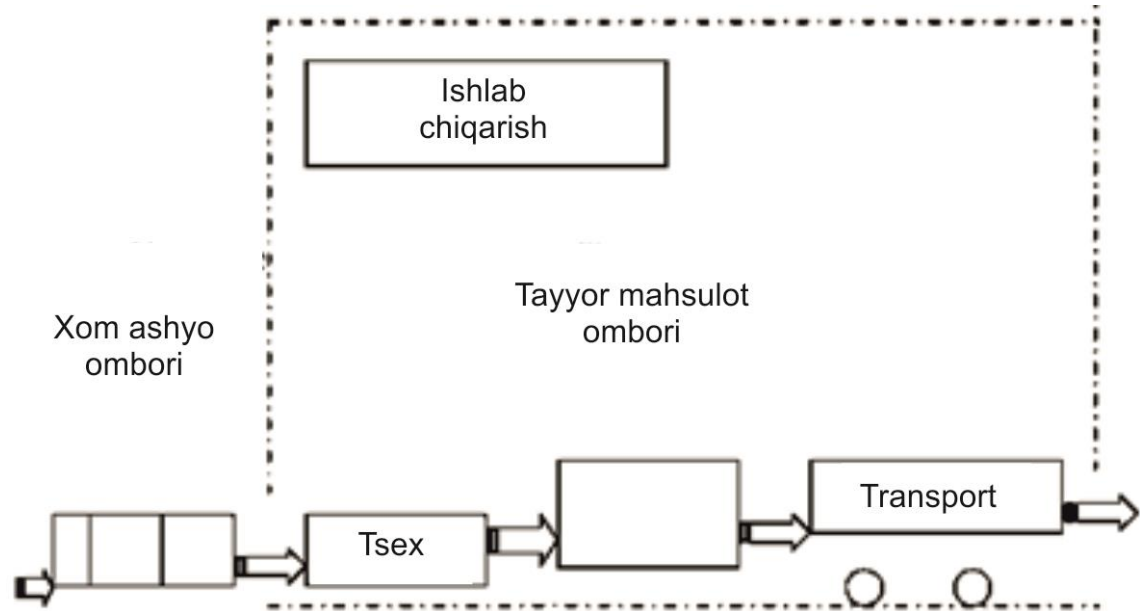 Ishlab
chiqarish
Tayyor mahsulot
ombori
Xom ashyo
ombori
Tsex
Transport